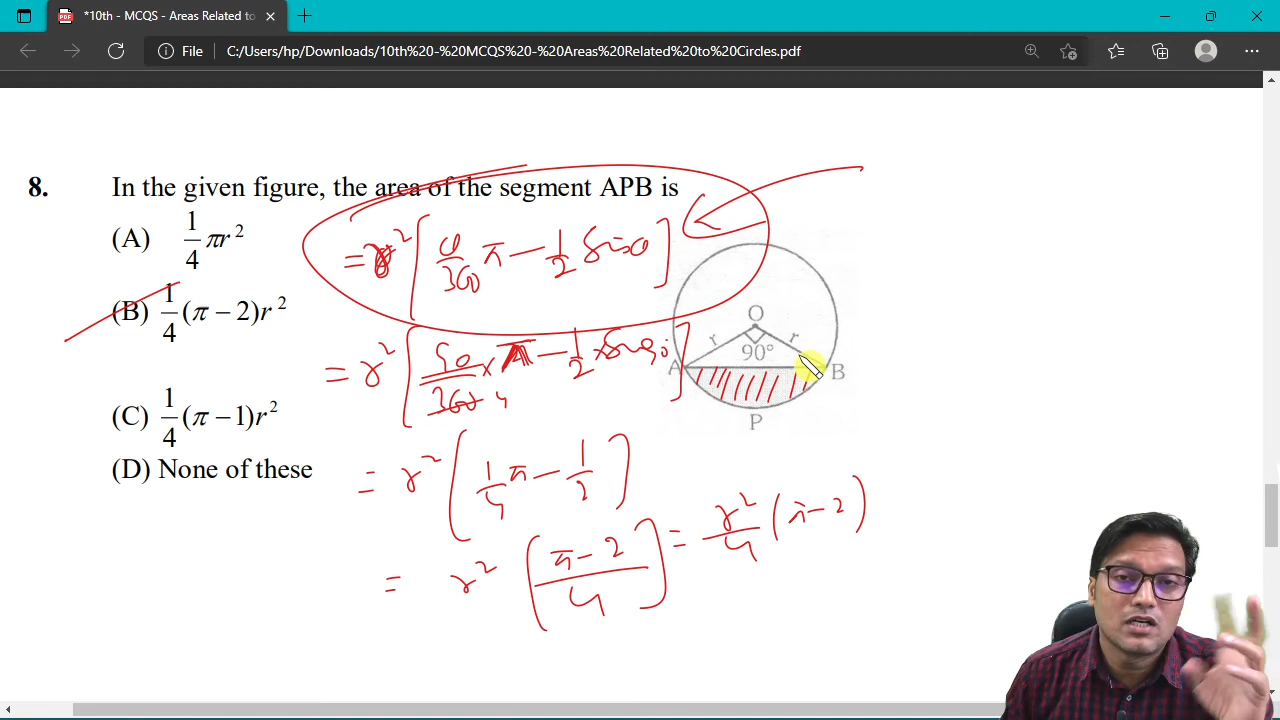 *10th - MCQS - Areas Related to C
File C:/Users/hp/Downloads/10th%20-%20MCQS%20-%20Areas%20Related%20to%20Circles.pdf
8. In the given figure, the area of the segment APB is
(A) 1/4 πr²
= r² [θ/360 π − 1/2 sinθ]
(B) 1/4 (π − 2)r²
= r² [90/360 × π − 1/2 × sin90°]
4
(C) 1/4 (π − 1)r²
(D) None of these
= r² [1/4 π − 1/2]
= r² [π − 2 / 4] = r²/4 (π − 2)
O
r r
90°
A B
P